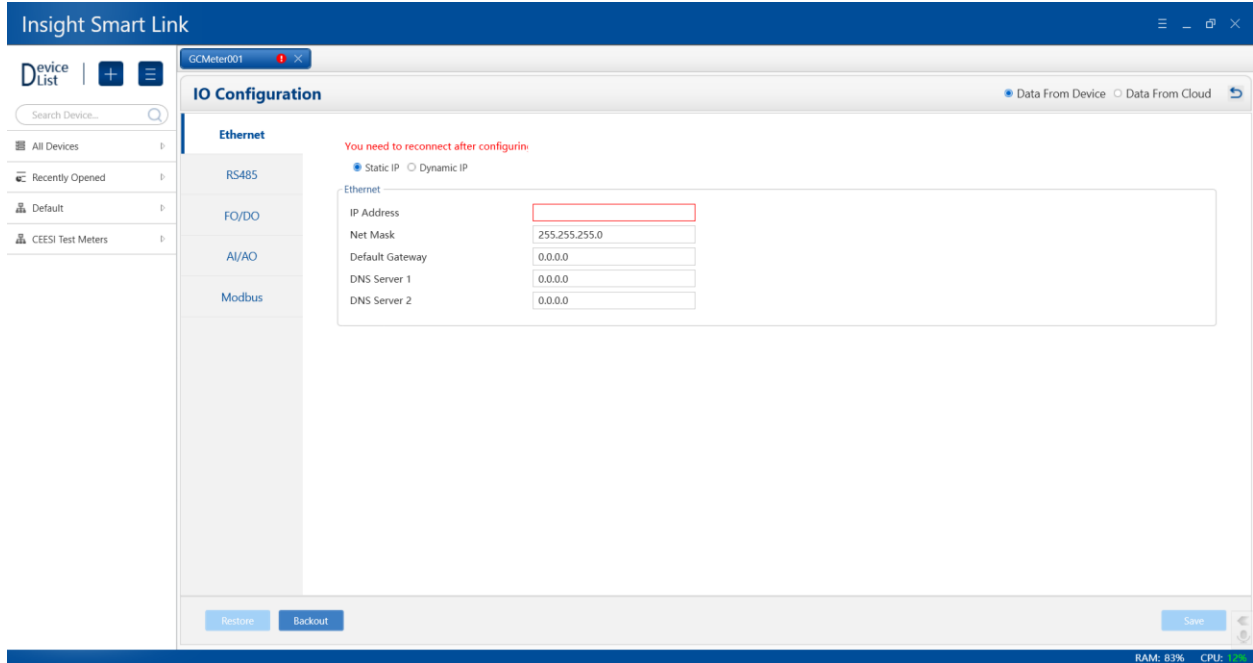 Insight Smart Link
Device List
Search Device...
All Devices
Recently Opened
Default
CEESI Test Meters
GCMeter001
IO Configuration
Data From Device Data From Cloud
Ethernet
RS485
FO/DO
AI/AO
Modbus
You need to reconnect after configurin
Static IP Dynamic IP
Ethernet
IP Address
Net Mask 255.255.255.0
Default Gateway 0.0.0.0
DNS Server 1 0.0.0.0
DNS Server 2 0.0.0.0
Restore Backout Save
RAM: 83% CPU: 12%